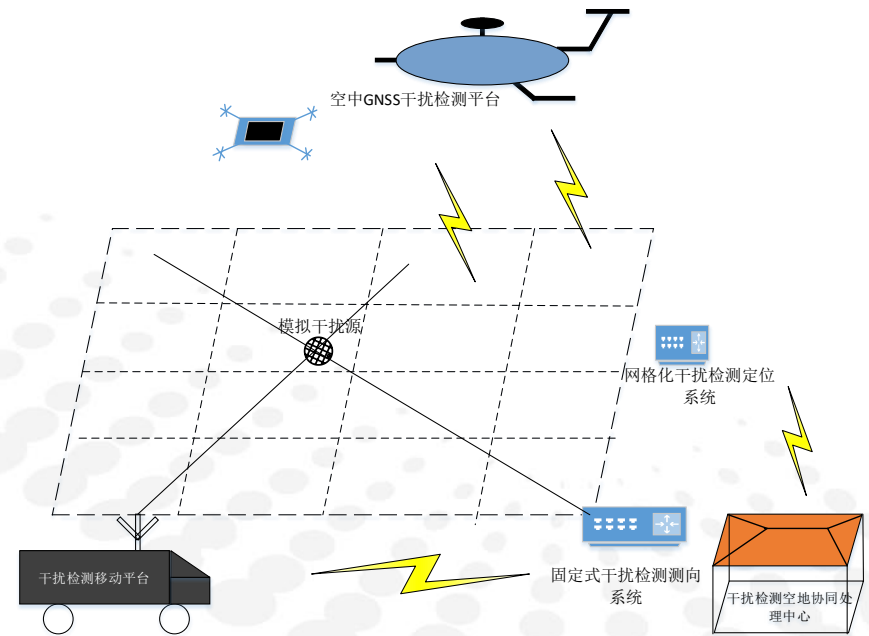 空中GNSS干扰检测平台
模拟干扰源
网格化干扰检测定位
系统
固定式干扰检测测向
系统
干扰检测移动平台
干扰检测空地协同处
理中心